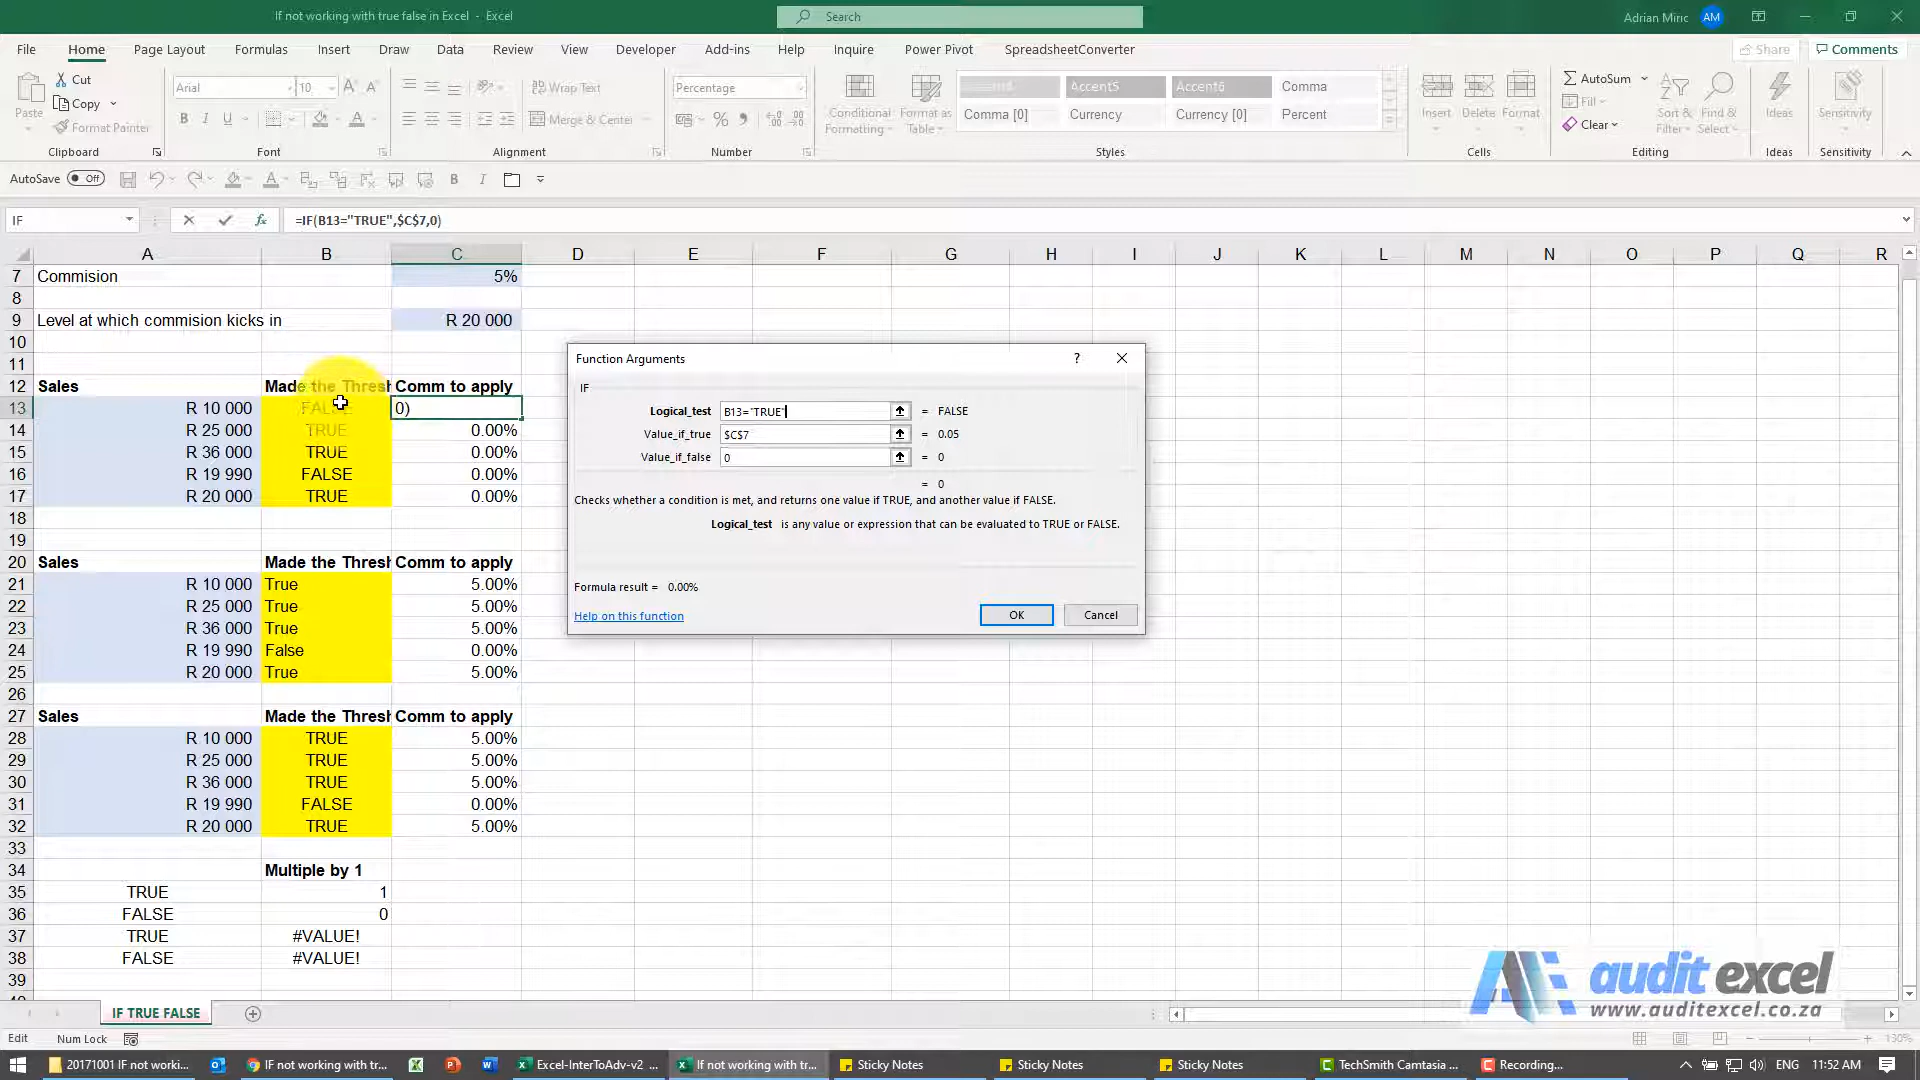 If not working with true false in Excel - Excel
Search
Adrian Miric AM
File Home Page Layout Formulas Insert Draw Data Review View Developer Add-ins Help Inquire Power Pivot SpreadsheetConverter Share Comments
Paste Cut Copy Format Painter Clipboard
Arial 10 Font
Wrap Text Merge & Center Alignment
Percentage Number
Conditional Formatting Format as Table Accent5 Accent6 Comma Comma [0] Currency Currency [0] Percent Styles
Insert Delete Format Cells
AutoSum Fill Clear Sort & Filter Find & Select Editing
Ideas Ideas Sensitivity Sensitivity
AutoSave Off
IF fx =IF(B13="TRUE",$C$7,0)
A B C D E F G H I J K L M N O P Q R
7 Commision 5%
8
9 Level at which commision kicks in R 20 000
10
11
12 Sales Made the Thresh Comm to apply
13 R 10 000 FALSE 0)
14 R 25 000 TRUE 0.00%
15 R 36 000 TRUE 0.00%
16 R 19 990 FALSE 0.00%
17 R 20 000 TRUE 0.00%
18
19
20 Sales Made the Thresh Comm to apply
21 R 10 000 True 5.00%
22 R 25 000 True 5.00%
23 R 36 000 True 5.00%
24 R 19 990 False 0.00%
25 R 20 000 True 5.00%
26
27 Sales Made the Thresh Comm to apply
28 R 10 000 TRUE 5.00%
29 R 25 000 TRUE 5.00%
30 R 36 000 TRUE 5.00%
31 R 19 990 FALSE 0.00%
32 R 20 000 TRUE 5.00%
33
34 Multiple by 1
35 TRUE 1
36 FALSE 0
37 TRUE #VALUE!
38 FALSE #VALUE!
39
Function Arguments ?
IF
Logical_test B13="TRUE" = FALSE
Value_if_true $C$7 = 0.05
Value_if_false 0 = 0
= 0
Checks whether a condition is met, and returns one value if TRUE, and another value if FALSE.
Logical_test is any value or expression that can be evaluated to TRUE or FALSE.
Formula result = 0.00%
Help on this function OK Cancel
audit excel
www.auditexcel.co.za
IF TRUE FALSE
Edit Num Lock 130%
20171001 IF not worki... IF not working with tr... Excel-InterToAdv-v2 ... If not working with tr... Sticky Notes Sticky Notes Sticky Notes TechSmith Camtasia ... Recording... ENG 11:52 AM